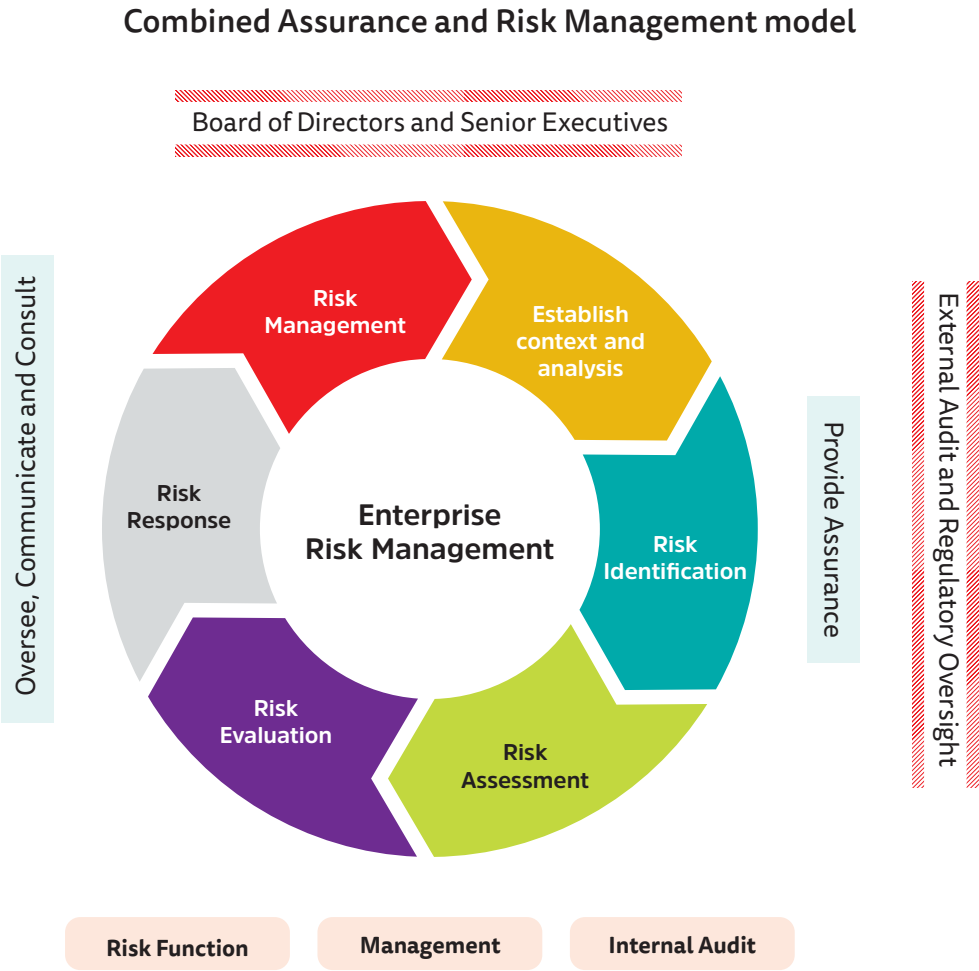 Combined Assurance and Risk Management model
Board of Directors and Senior Executives
Oversee, Communicate and Consult
Risk
Management
Establish
context and
analysis
Risk
Identification
Risk
Assessment
Risk
Evaluation
Risk
Response
Enterprise
Risk Management
Provide Assurance
External Audit and Regulatory Oversight
Risk Function
Management
Internal Audit